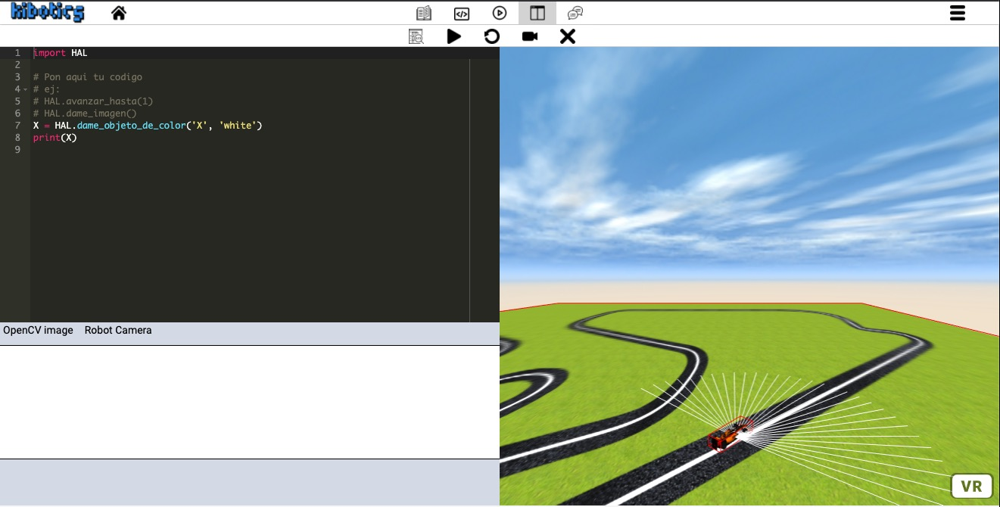 kibotics
1 import HAL
2
3 # Pon aqui tu codigo
4 # ej:
5 # HAL.avanzar_hasta(1)
6 # HAL.dame_imagen()
7 X = HAL.dame_objeto_de_color('X', 'white')
8 print(X)
9
OpenCV image Robot Camera
VR